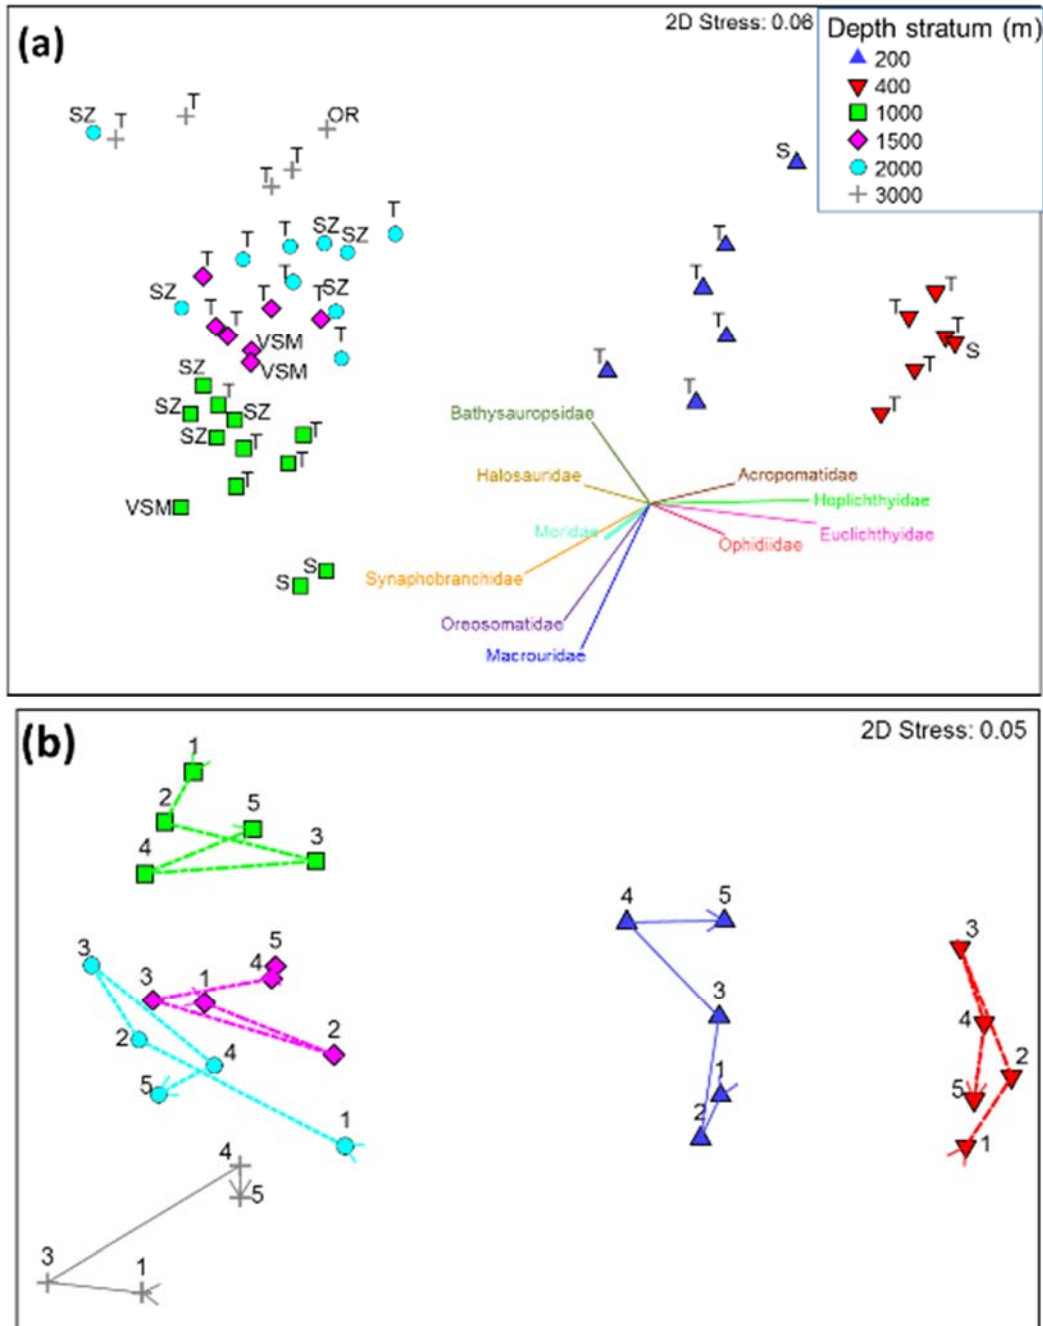 (a)
2D Stress: 0.06
Depth stratum (m)
200
400
1000
1500
2000
3000
SZ
T
T
OR
T
T
S
T
T
T
SZ
SZ
T
T
T
T
SZ
T
T
SZ
T
T
T
T
T
S
VSM
T
T
VSM
T
SZ
T
T
T
SZ
SZ
SZ
T
T
T
T
VSM
S
S
Bathysauropsidae
Halosauridae
Acropomatidae
Hoplichthyidae
Moridae
Euclichthyidae
Ophidiidae
Synaphobranchidae
Oreosomatidae
Macrouridae
(b)
2D Stress: 0.05
1
2
5
4
3
4
5
3
3
5
4
3
1
3
4
2
2
4
2
5
1
5
1
2
1
4
5
3
1